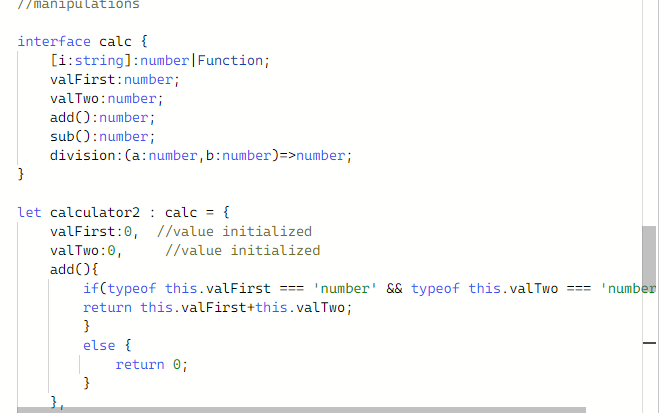 //manipulations
interface calc {
[i:string]:number|Function;
valFirst:number;
valTwo:number;
add():number;
sub():number;
division:(a:number,b:number)=>number;
}
let calculator2 : calc = {
valFirst:0,  //value initialized
valTwo:0,     //value initialized
add(){
if(typeof this.valFirst === 'number' && typeof this.valTwo === 'number
return this.valFirst+this.valTwo;
}
else {
return 0;
}
},